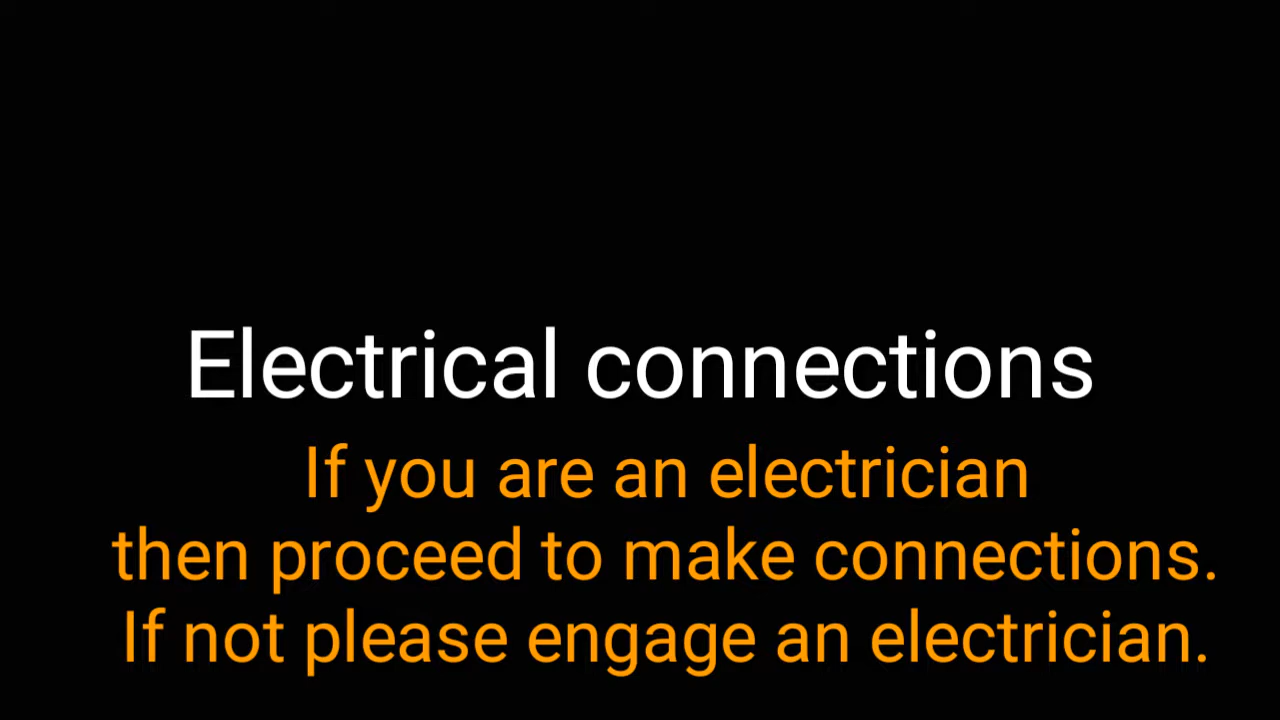 Electrical connections
If you are an electrician
then proceed to make connections.
If not please engage an electrician.